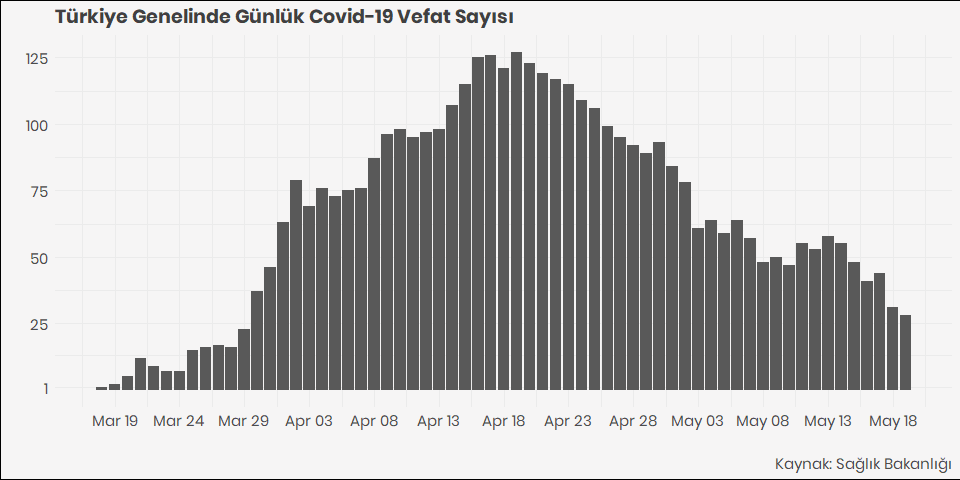 Türkiye Genelinde Günlük Covid-19 Vefat Sayısı
125
100
75
50
25
1
Mar 19 Mar 24 Mar 29 Apr 03 Apr 08 Apr 13 Apr 18 Apr 23 Apr 28 May 03 May 08 May 13 May 18
Kaynak: Sağlık Bakanlığı